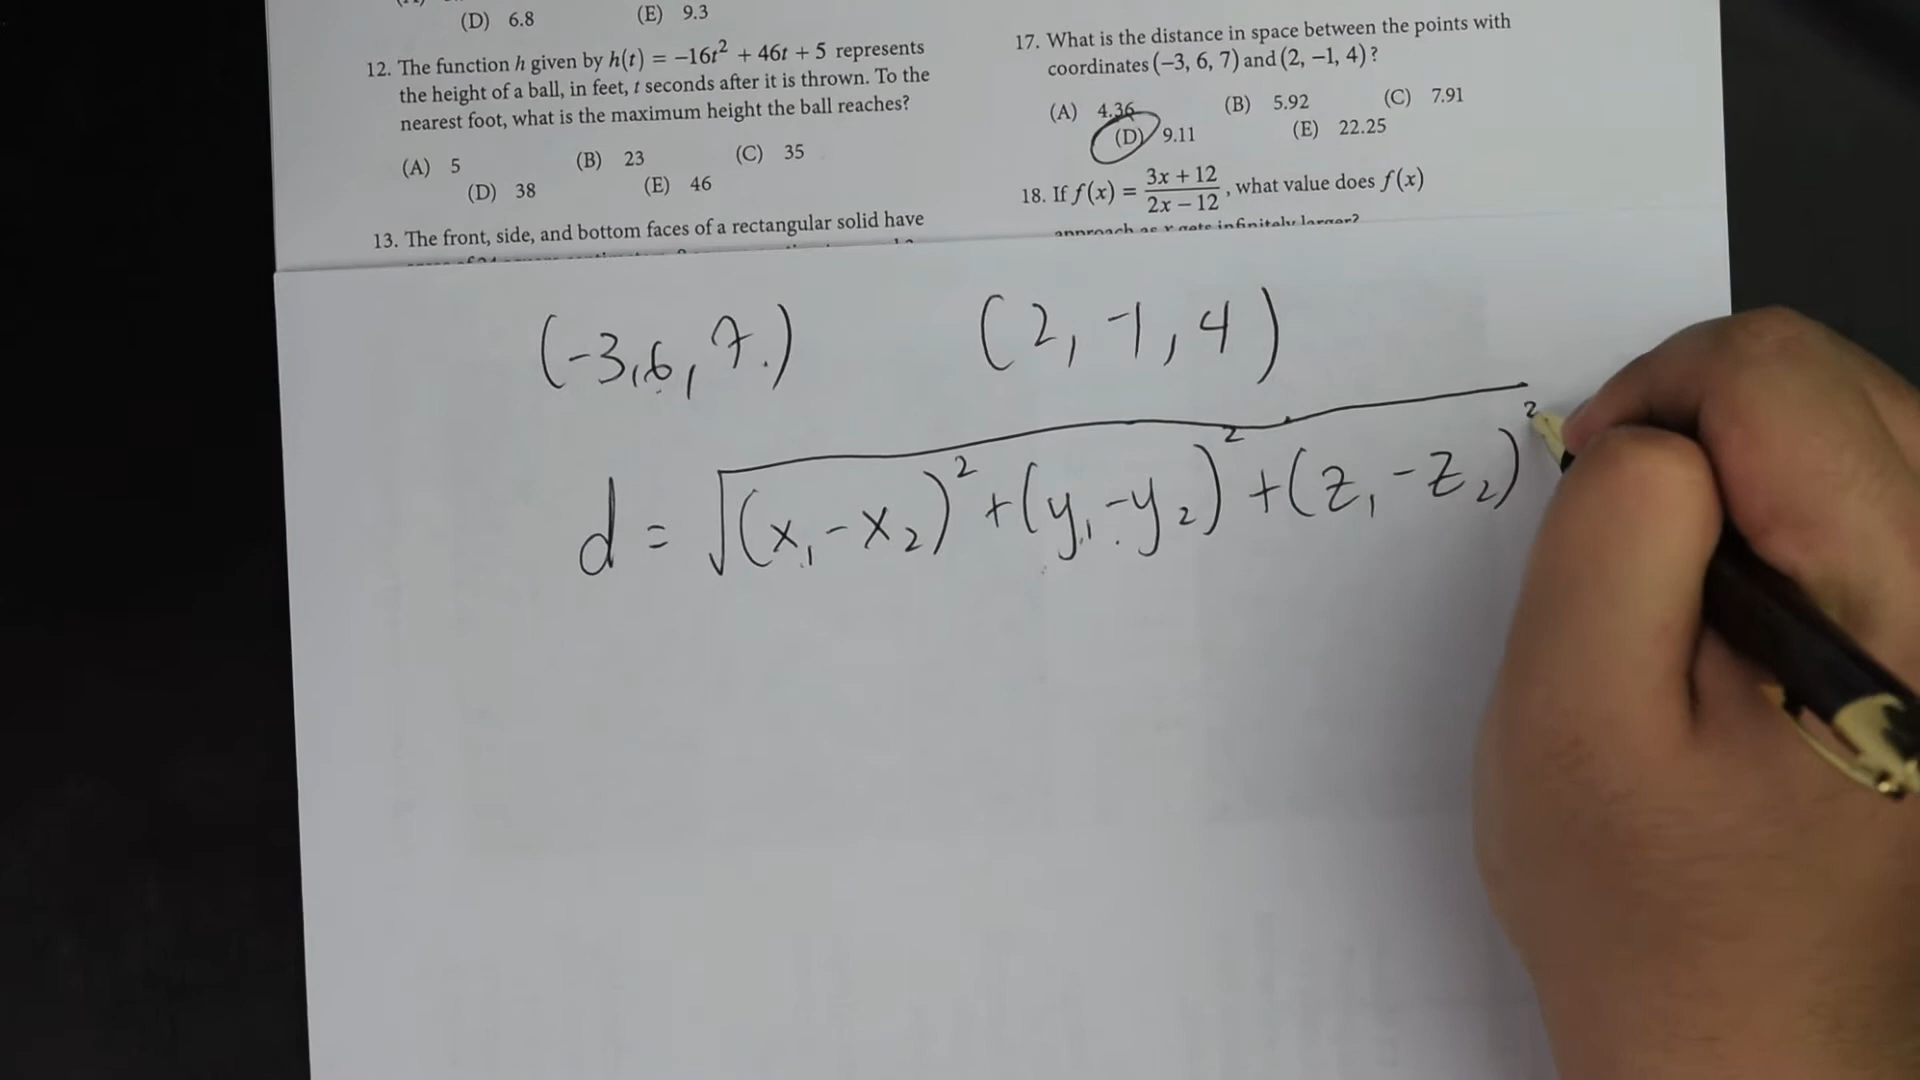 (D) 6.8 (E) 9.3
12. The function h given by h(t) = −16t² + 46t + 5 represents
the height of a ball, in feet, t seconds after it is thrown. To the
nearest foot, what is the maximum height the ball reaches?
(A) 5 (B) 23 (C) 35
(D) 38 (E) 46
13. The front, side, and bottom faces of a rectangular solid have
17. What is the distance in space between the points with
coordinates (−3, 6, 7) and (2, −1, 4) ?
(A) 4.36 (B) 5.92 (C) 7.91
(D) 9.11 (E) 22.25
18. If f(x) = (3x + 12)/(2x − 12), what value does f(x)
approach as x gets infinitely larger?
(-3,6,7.) (2,-1,4)
d = √((x₁-x₂)² + (y₁-y₂)² + (z₁-z₂)²)